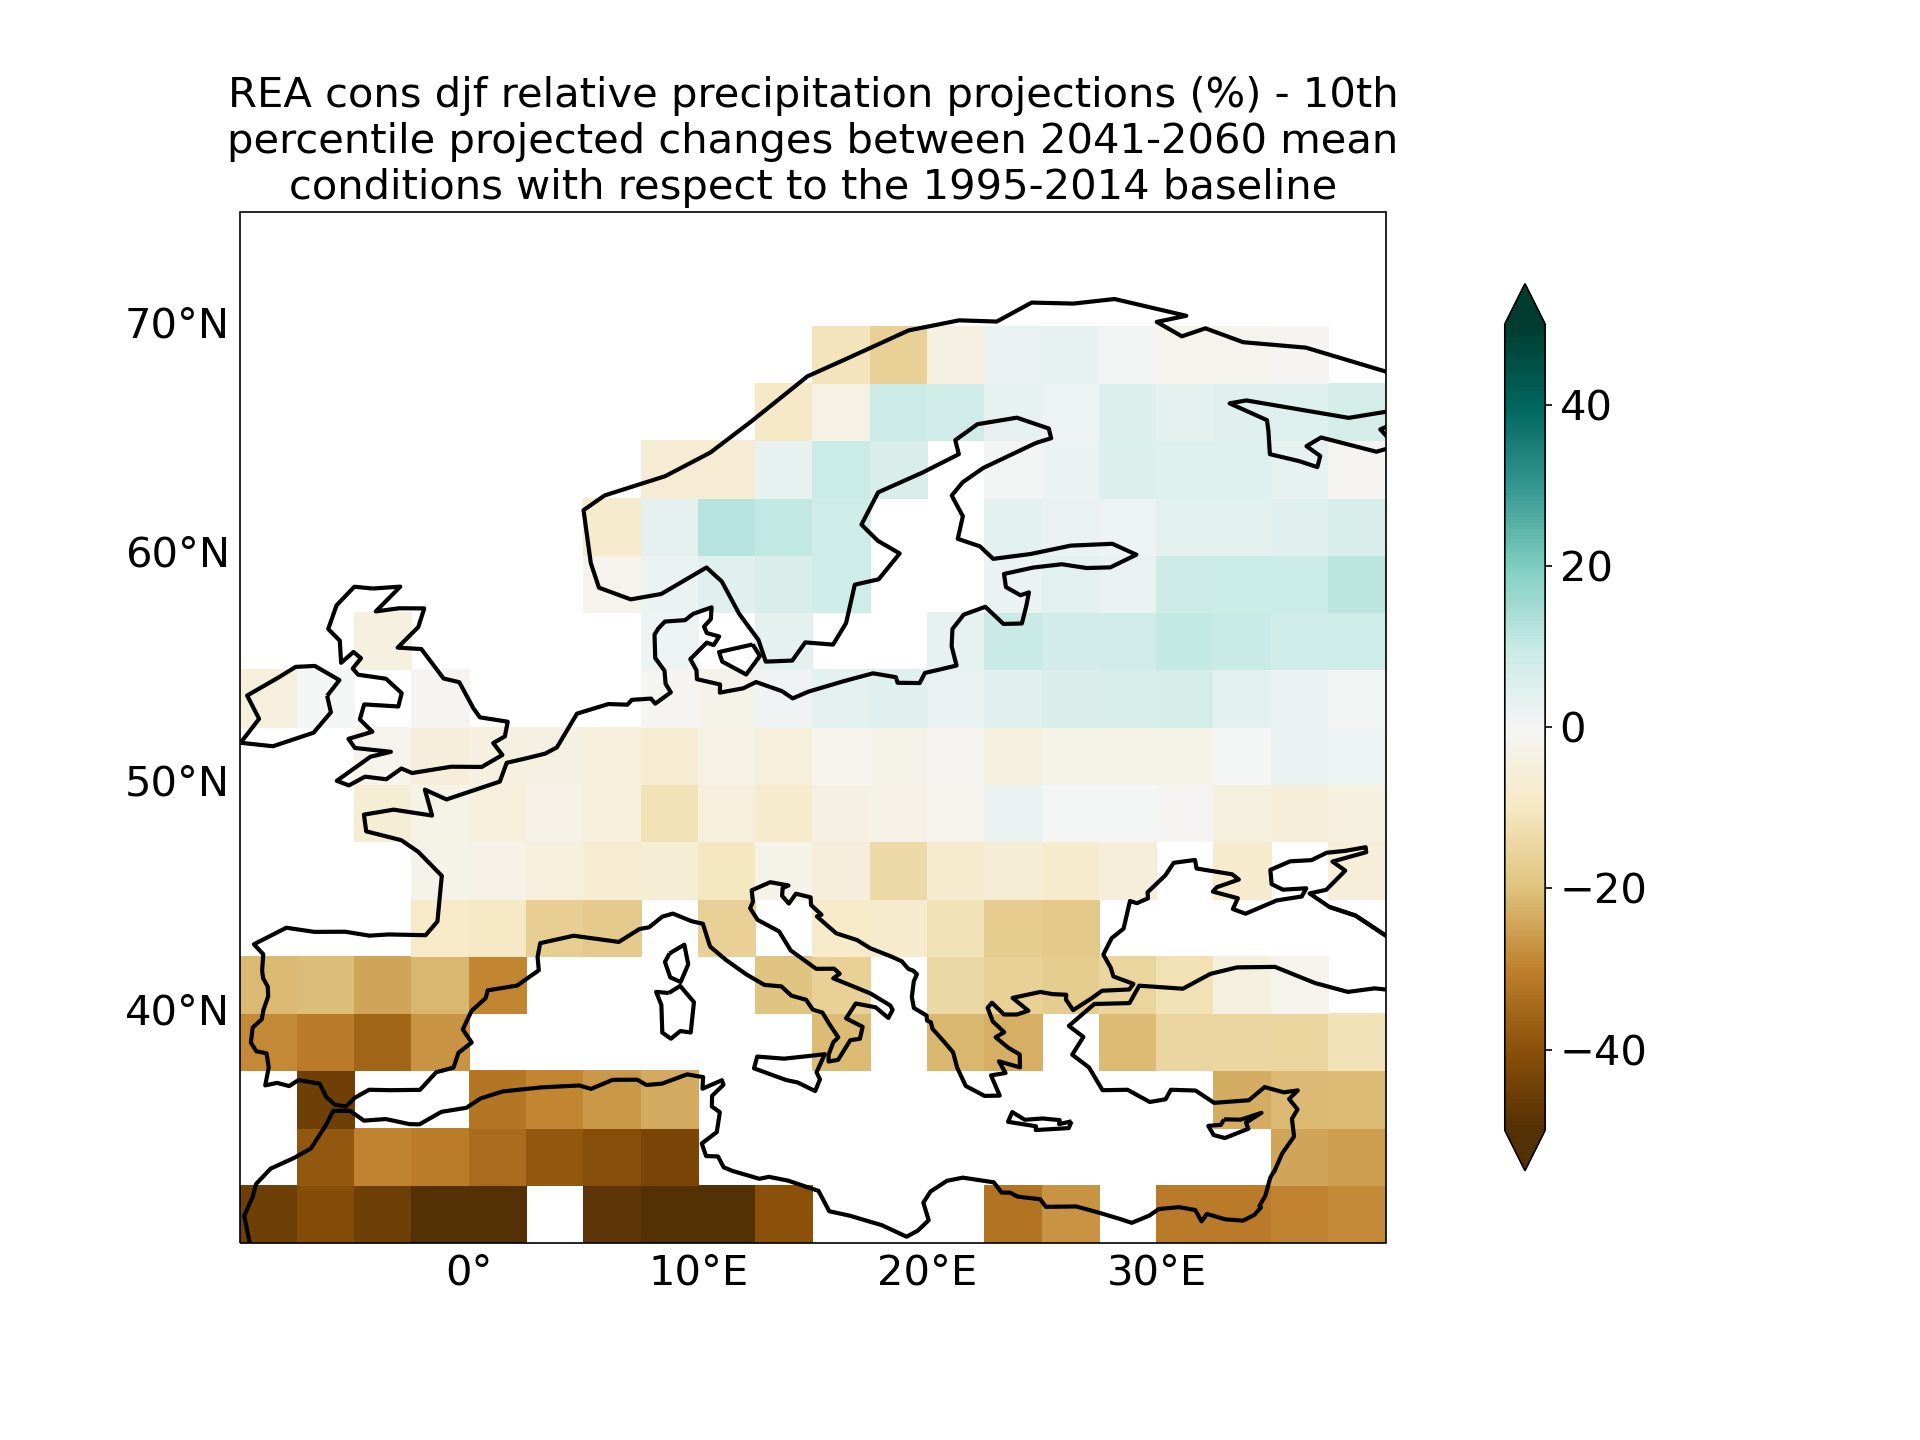 REA cons djf relative precipitation projections (%) - 10th
percentile projected changes between 2041-2060 mean
conditions with respect to the 1995-2014 baseline
70°N
60°N
50°N
40°N
0°
10°E
20°E
30°E
40
20
0
−20
−40